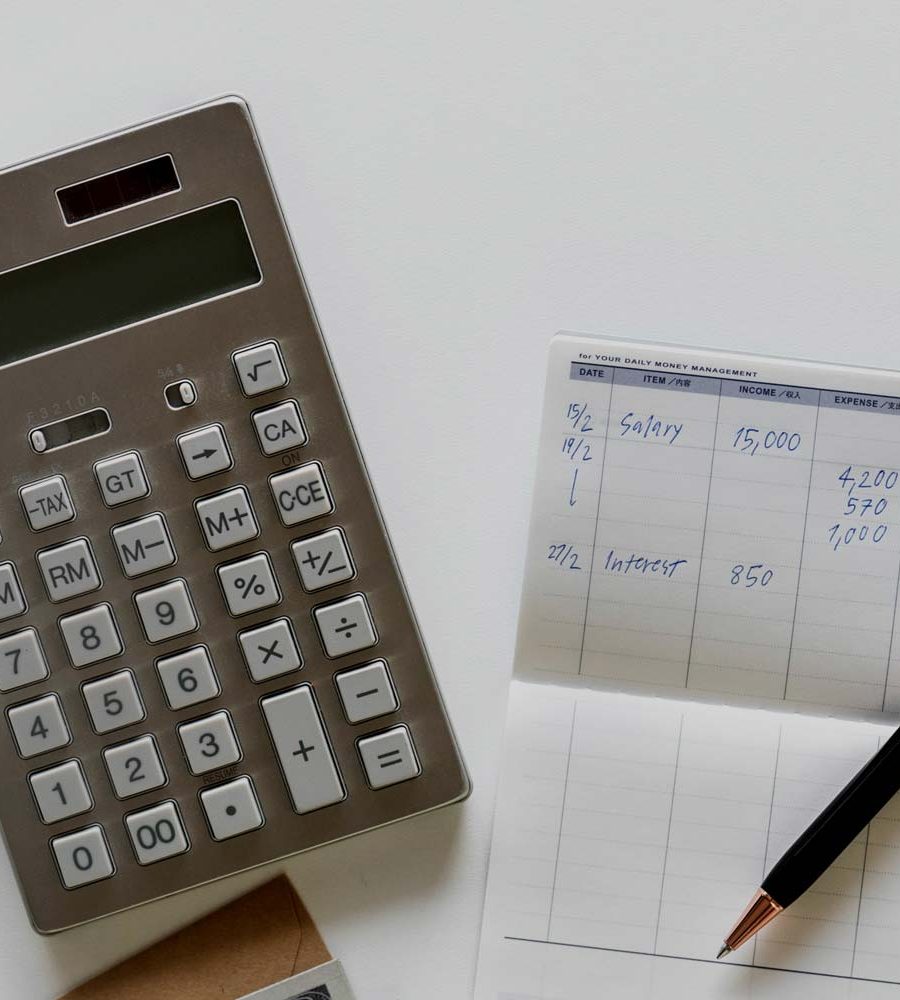 √
CA
→
GT
-TAX
ON
C·CE
M+
M−
RM
M
+/−
%
9
8
7
÷
×
6
5
4
−
+
3
2
1
=
RESUME
•
00
0
for YOUR DAILY MONEY MANAGEMENT
DATE ITEM／内容 INCOME／収入 EXPENSE／支
15/2 Salary 15,000
19/2
4,200
570
1,000
27/2 Interest 850